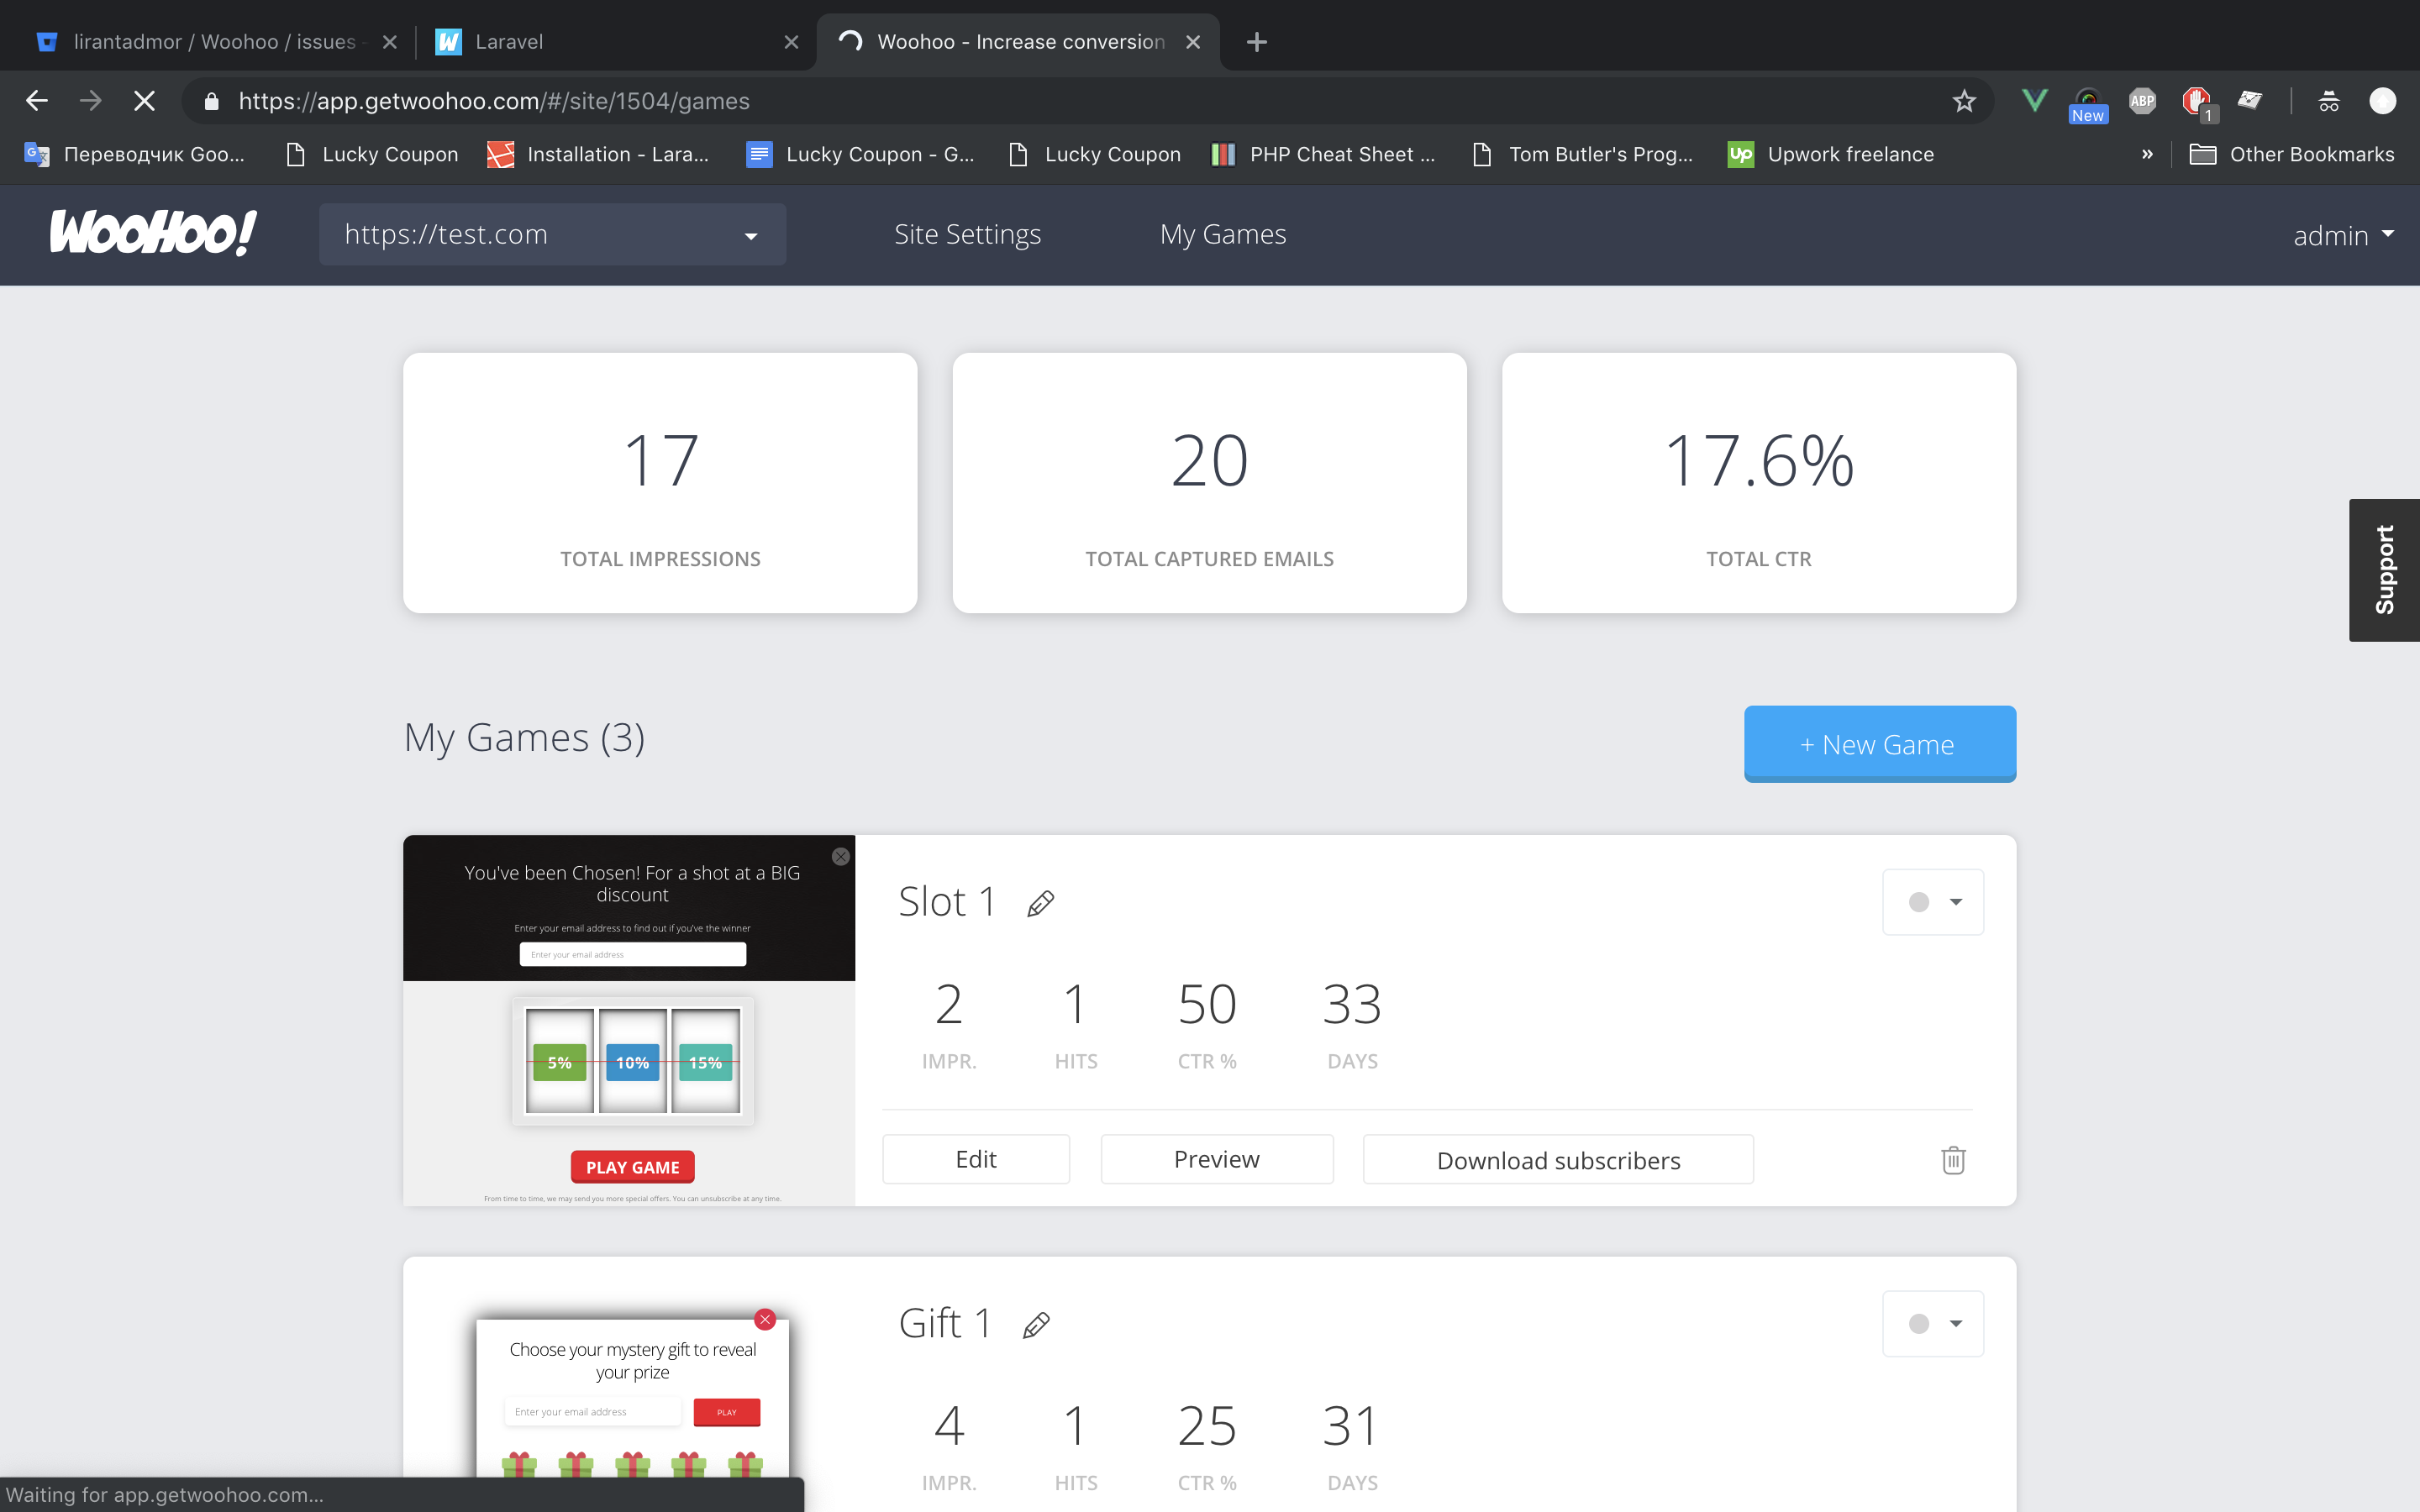 lirantadmor / Woohoo / issues -
Laravel
Woohoo - Increase conversion
https://app.getwoohoo.com/#/site/1504/games
New
ABP
1
Переводчик Goo...
Lucky Coupon
Installation - Lara...
Lucky Coupon - G...
Lucky Coupon
PHP Cheat Sheet ...
Tom Butler's Prog...
Up
Upwork freelance
»
Other Bookmarks
WOOHOO!
https://test.com
Site Settings
My Games
admin
17
TOTAL IMPRESSIONS
20
TOTAL CAPTURED EMAILS
17.6%
TOTAL CTR
Support
My Games (3)
+ New Game
You've been Chosen! For a shot at a BIG
discount
Enter your email address to find out if you've the winner
Enter your email address
5% 10% 15%
PLAY GAME
From time to time, we may send you more special offers. You can unsubscribe at any time.
Slot 1
2 1 50 33
IMPR. HITS CTR % DAYS
Edit Preview Download subscribers
Choose your mystery gift to reveal
your prize
Enter your email address
PLAY
Gift 1
4 1 25 31
IMPR. HITS CTR % DAYS
Waiting for app.getwoohoo.com...